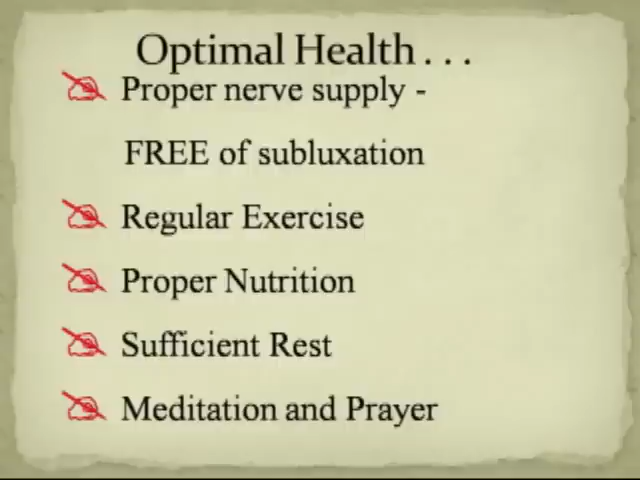 Optimal Health . . .
Proper nerve supply -
FREE of subluxation
Regular Exercise
Proper Nutrition
Sufficient Rest
Meditation and Prayer